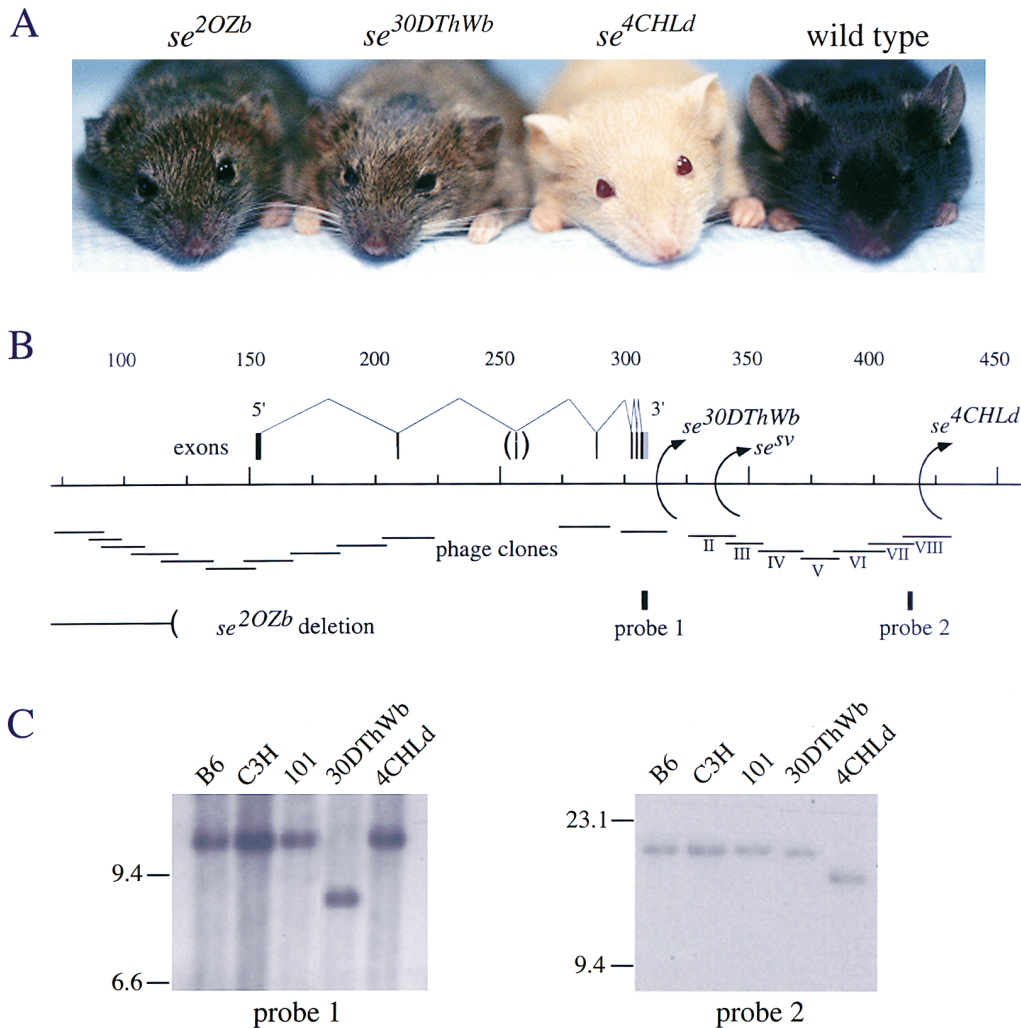 A
se2OZb se30DThWb se4CHLd wild type
B
100 150 200 250 300 350 400 450
5' 3'
exons ( )
se30DThWb sesv se4CHLd
phage clones
II III IV V VI VII VIII
( se2OZb deletion
probe 1 probe 2
C
B6 C3H 101 30DThWb 4CHLd
9.4
6.6
probe 1
B6 C3H 101 30DThWb 4CHLd
23.1
9.4
probe 2